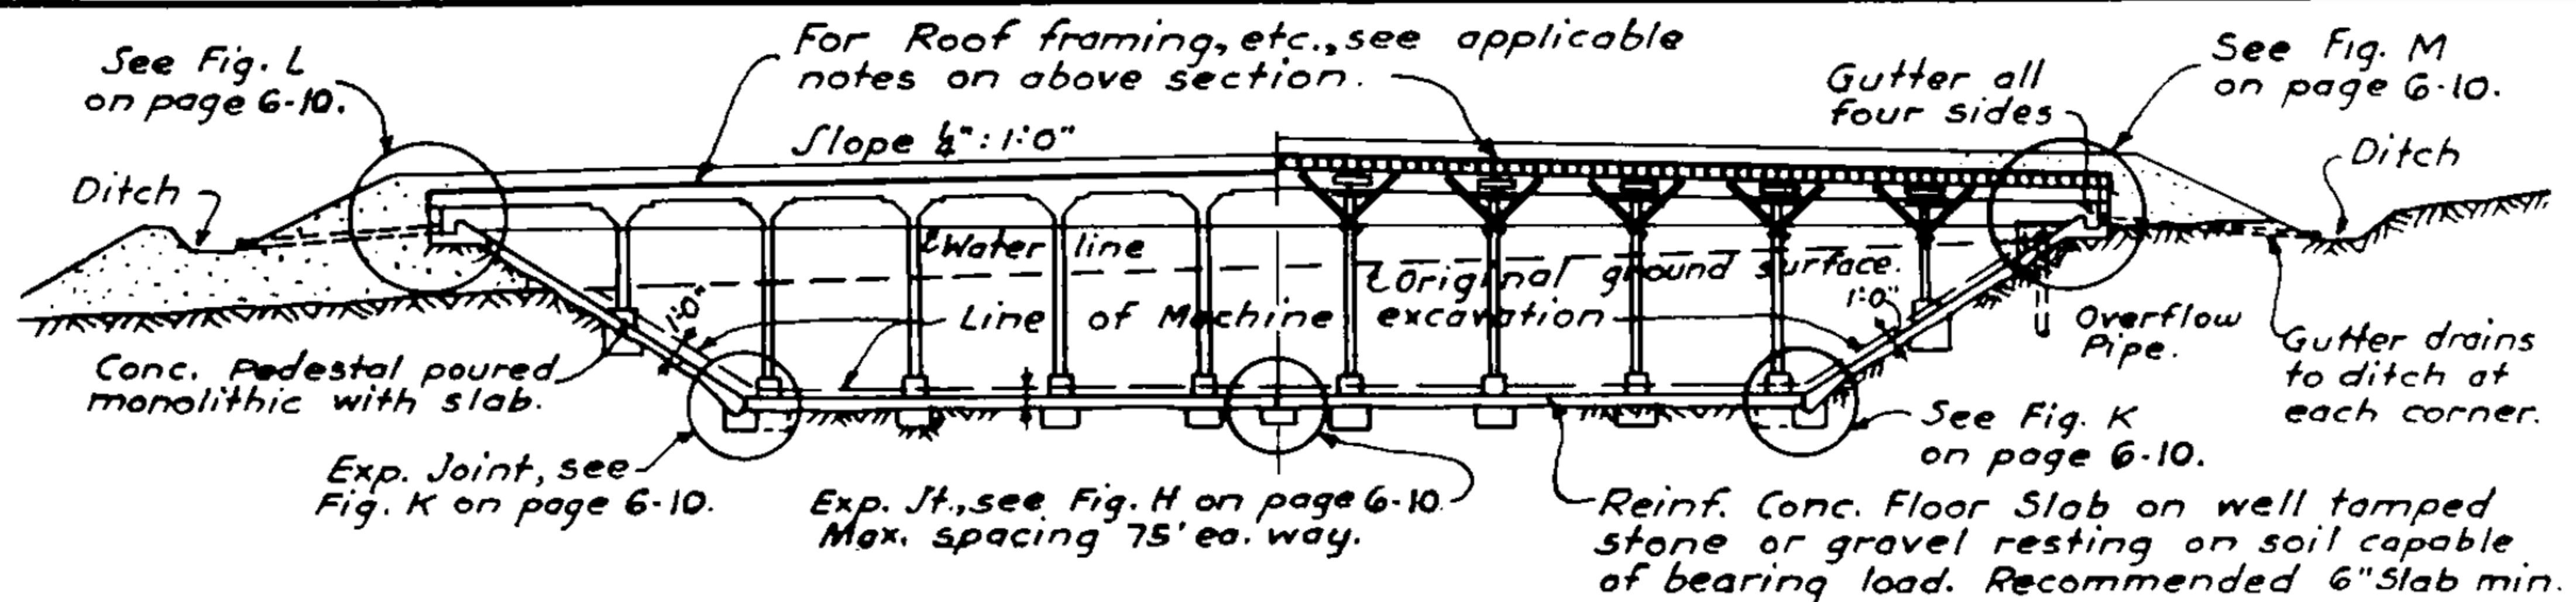 For Roof framing, etc., see applicable
notes on above section.
See Fig. L
on page 6-10.
See Fig. M
on page 6-10.
Gutter all
four sides
Slope ¼" : 1'-0"
Ditch
Ditch
Water line
Original ground surface.
1'-0"
1'-0"
Line of Machine excavation
Overflow
Pipe.
Gutter drains
to ditch at
each corner.
Conc. Pedestal poured
monolithic with slab.
See Fig. K
on page 6-10.
Exp. Joint, see
Fig. K on page 6-10.
Exp. Jt., see Fig. H on page 6-10
Max. spacing 75' ea. way.
Reinf. Conc. Floor Slab on well tamped
stone or gravel resting on soil capable
of bearing load. Recommended 6" Slab min.